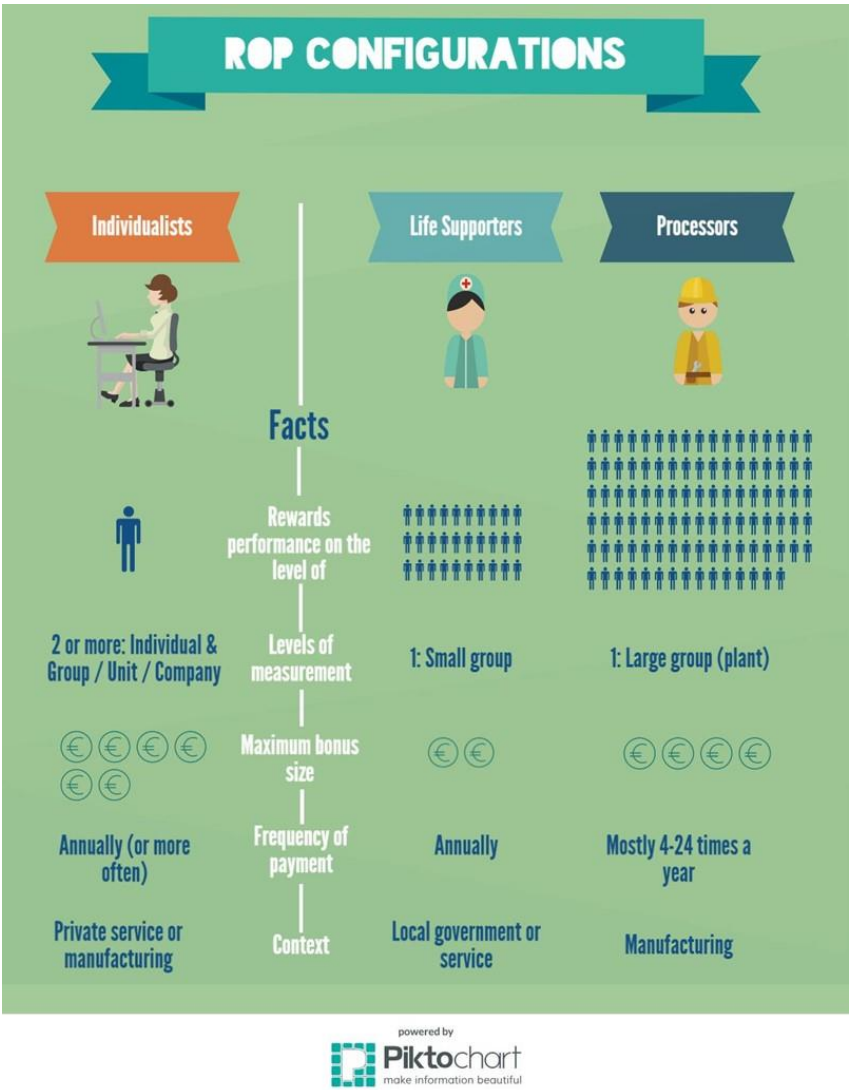 ROP CONFIGURATIONS
Individualists
Life Supporters
Processors
Facts
Rewards
performance on the
level of
2 or more: Individual &
Group / Unit / Company
Levels of
measurement
1: Small group
1: Large group (plant)
Maximum bonus
size
€ € € €
€ €
€ €
€ € € €
Annually (or more
often)
Frequency of
payment
Annually
Mostly 4-24 times a
year
Private service or
manufacturing
Context
Local government or
service
Manufacturing
powered by
Piktochart
make information beautiful